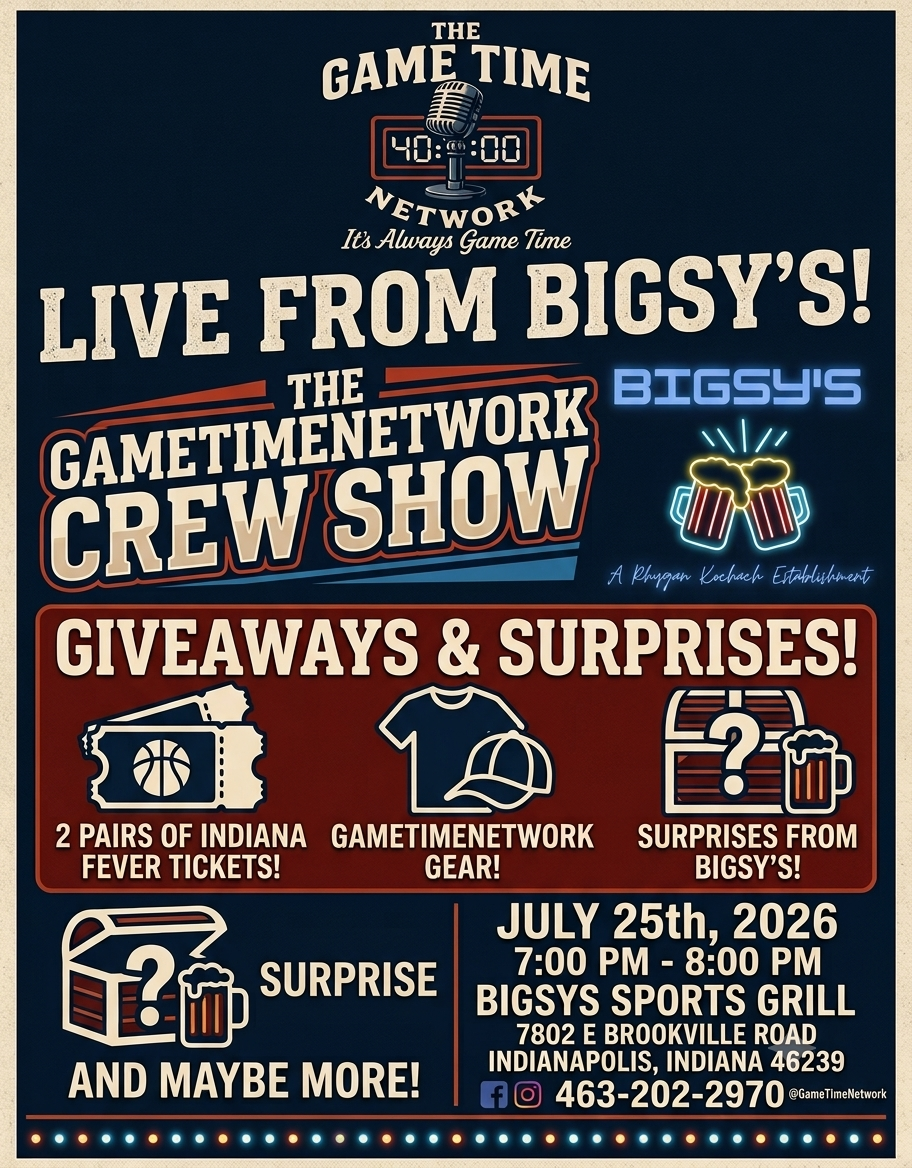 THE
GAME TIME
40:00
NETWORK
It's Always Game Time
LIVE FROM BIGSY'S!
THE
GAMETIMENETWORK
CREW SHOW
BIGSY'S
A Rhygan Kochach Establishment
GIVEAWAYS & SURPRISES!
2 PAIRS OF INDIANA
FEVER TICKETS!
GAMETIMENETWORK
GEAR!
SURPRISES FROM
BIGSY'S!
?
?
SURPRISE
AND MAYBE MORE!
JULY 25th, 2026
7:00 PM - 8:00 PM
BIGSYS SPORTS GRILL
7802 E BROOKVILLE ROAD
INDIANAPOLIS, INDIANA 46239
463-202-2970 @GameTimeNetwork